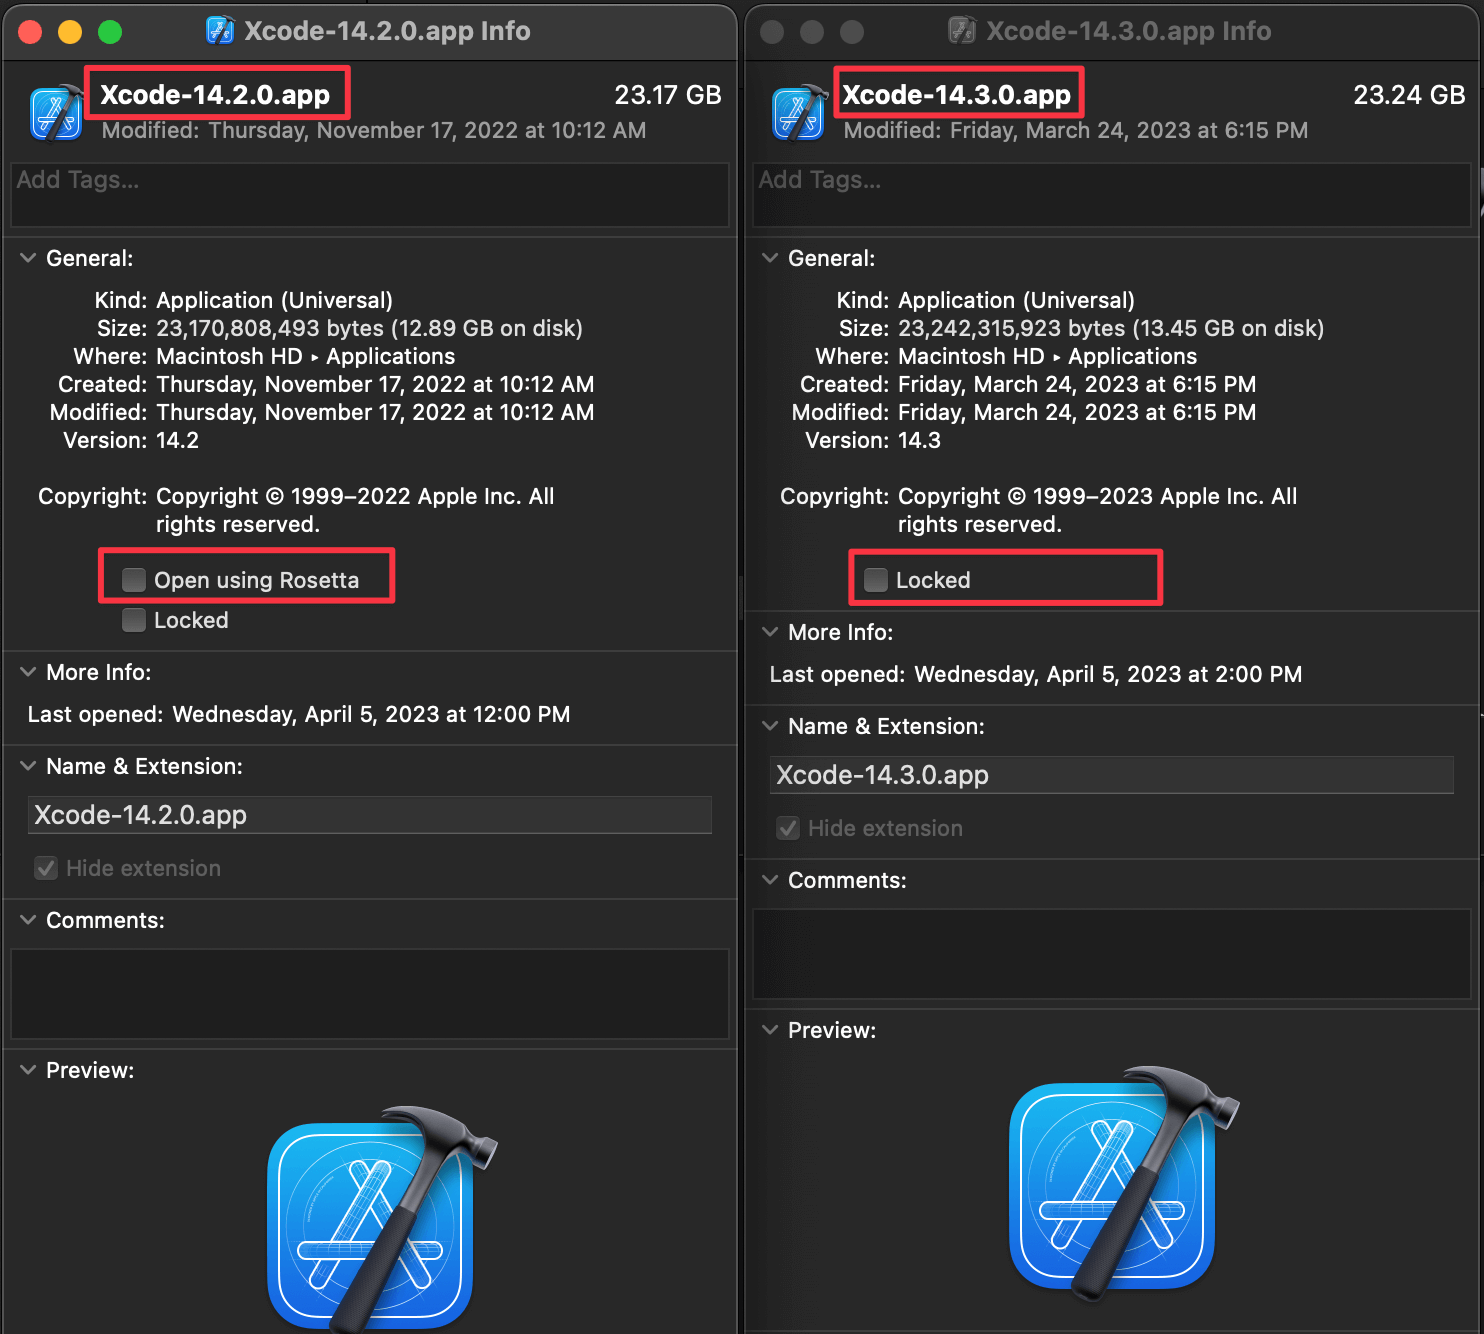 Xcode-14.2.0.app Info
Xcode-14.2.0.app
23.17 GB
Modified: Thursday, November 17, 2022 at 10:12 AM
Add Tags...
General:
Kind: Application (Universal)
Size: 23,170,808,493 bytes (12.89 GB on disk)
Where: Macintosh HD ▸ Applications
Created: Thursday, November 17, 2022 at 10:12 AM
Modified: Thursday, November 17, 2022 at 10:12 AM
Version: 14.2
Copyright: Copyright © 1999–2022 Apple Inc. All
rights reserved.
Open using Rosetta
Locked
More Info:
Last opened: Wednesday, April 5, 2023 at 12:00 PM
Name & Extension:
Xcode-14.2.0.app
Hide extension
Comments:
Preview:
Xcode-14.3.0.app Info
Xcode-14.3.0.app
23.24 GB
Modified: Friday, March 24, 2023 at 6:15 PM
Add Tags...
General:
Kind: Application (Universal)
Size: 23,242,315,923 bytes (13.45 GB on disk)
Where: Macintosh HD ▸ Applications
Created: Friday, March 24, 2023 at 6:15 PM
Modified: Friday, March 24, 2023 at 6:15 PM
Version: 14.3
Copyright: Copyright © 1999–2023 Apple Inc. All
rights reserved.
Locked
More Info:
Last opened: Wednesday, April 5, 2023 at 2:00 PM
Name & Extension:
Xcode-14.3.0.app
Hide extension
Comments:
Preview: